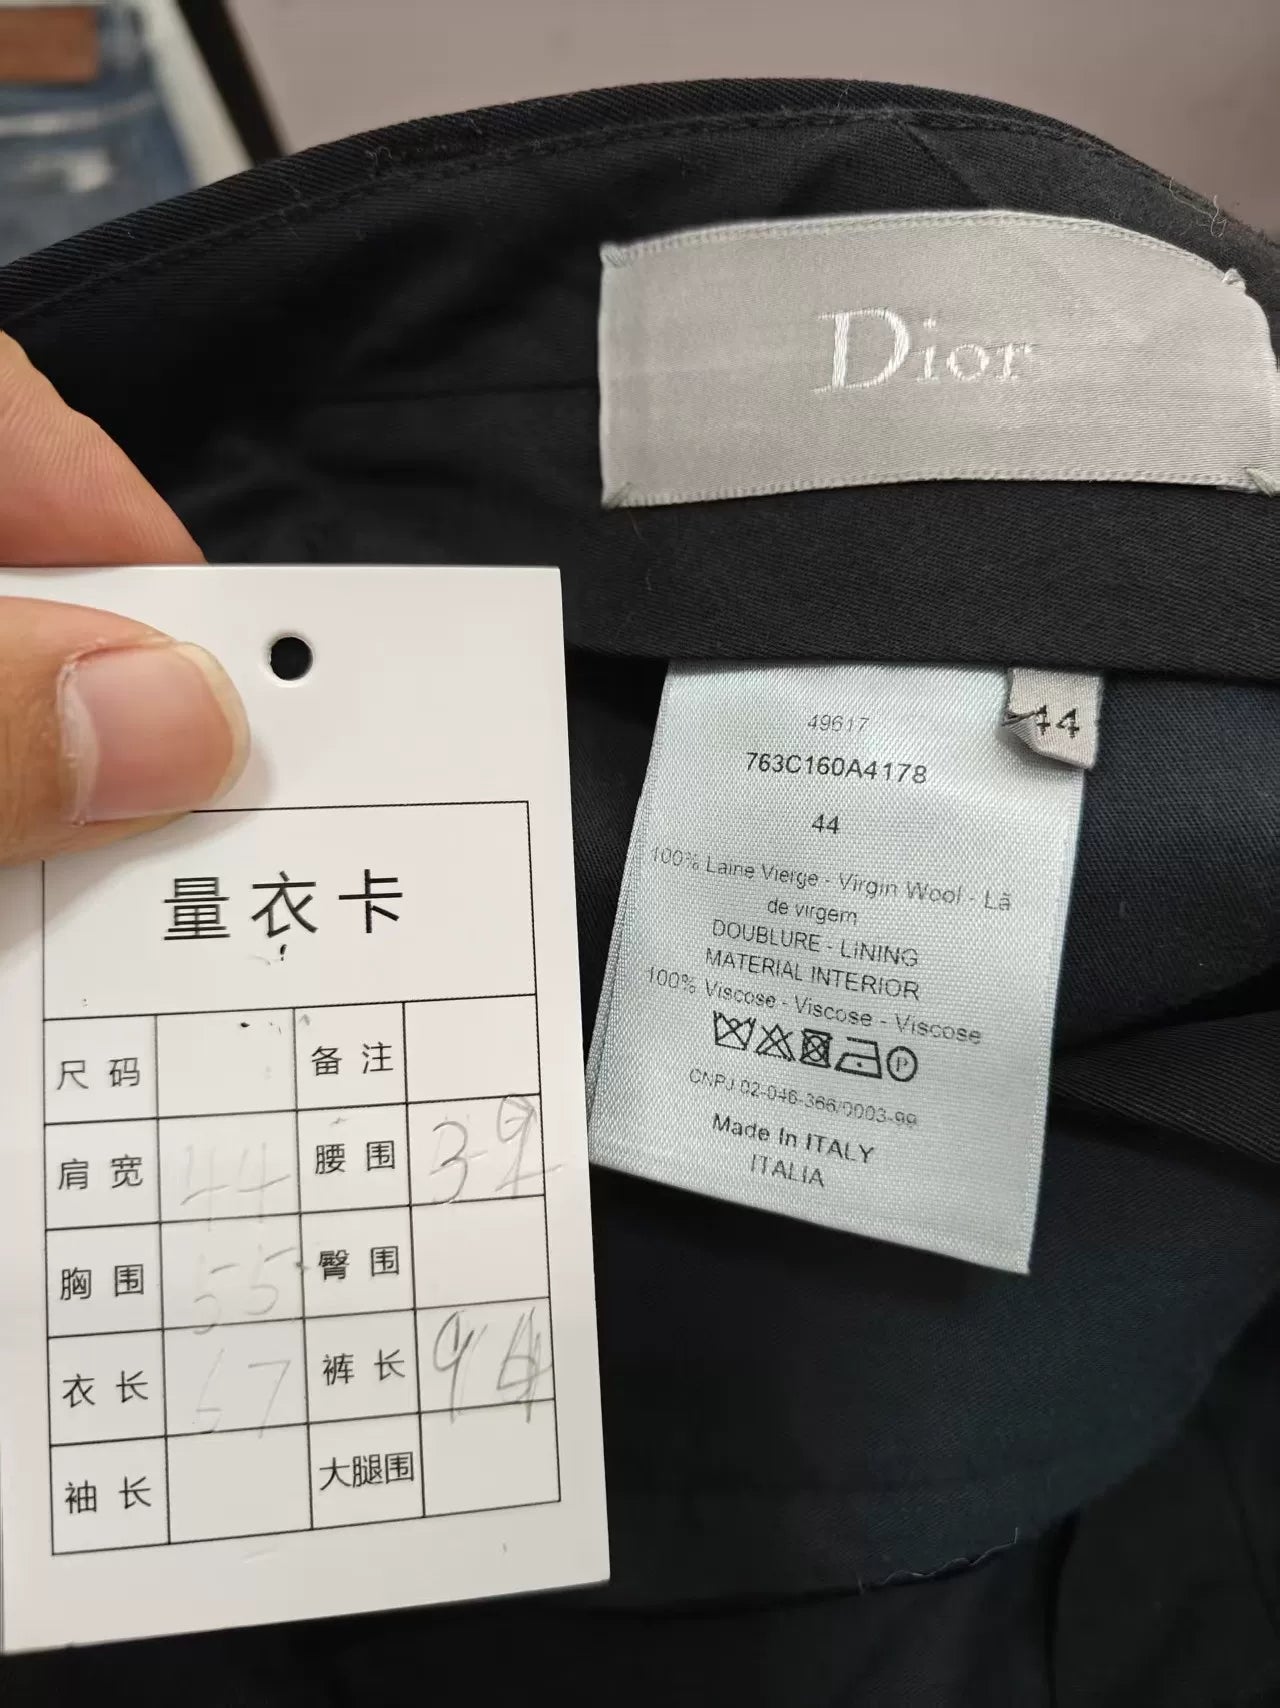 Dior
44
49617
763C160A4178
44
100% Laine Vierge - Virgin Wool - Lã
de virgem
DOUBLURE - LINING
MATERIAL INTERIOR
100% Viscose - Viscose - Viscose
P
CNPJ 02-046-366/0003-99
Made In ITALY
ITALIA
量衣卡
尺码 备注
肩宽 44 腰围
胸围 55 臀围
衣长 裤长
袖长 大腿围